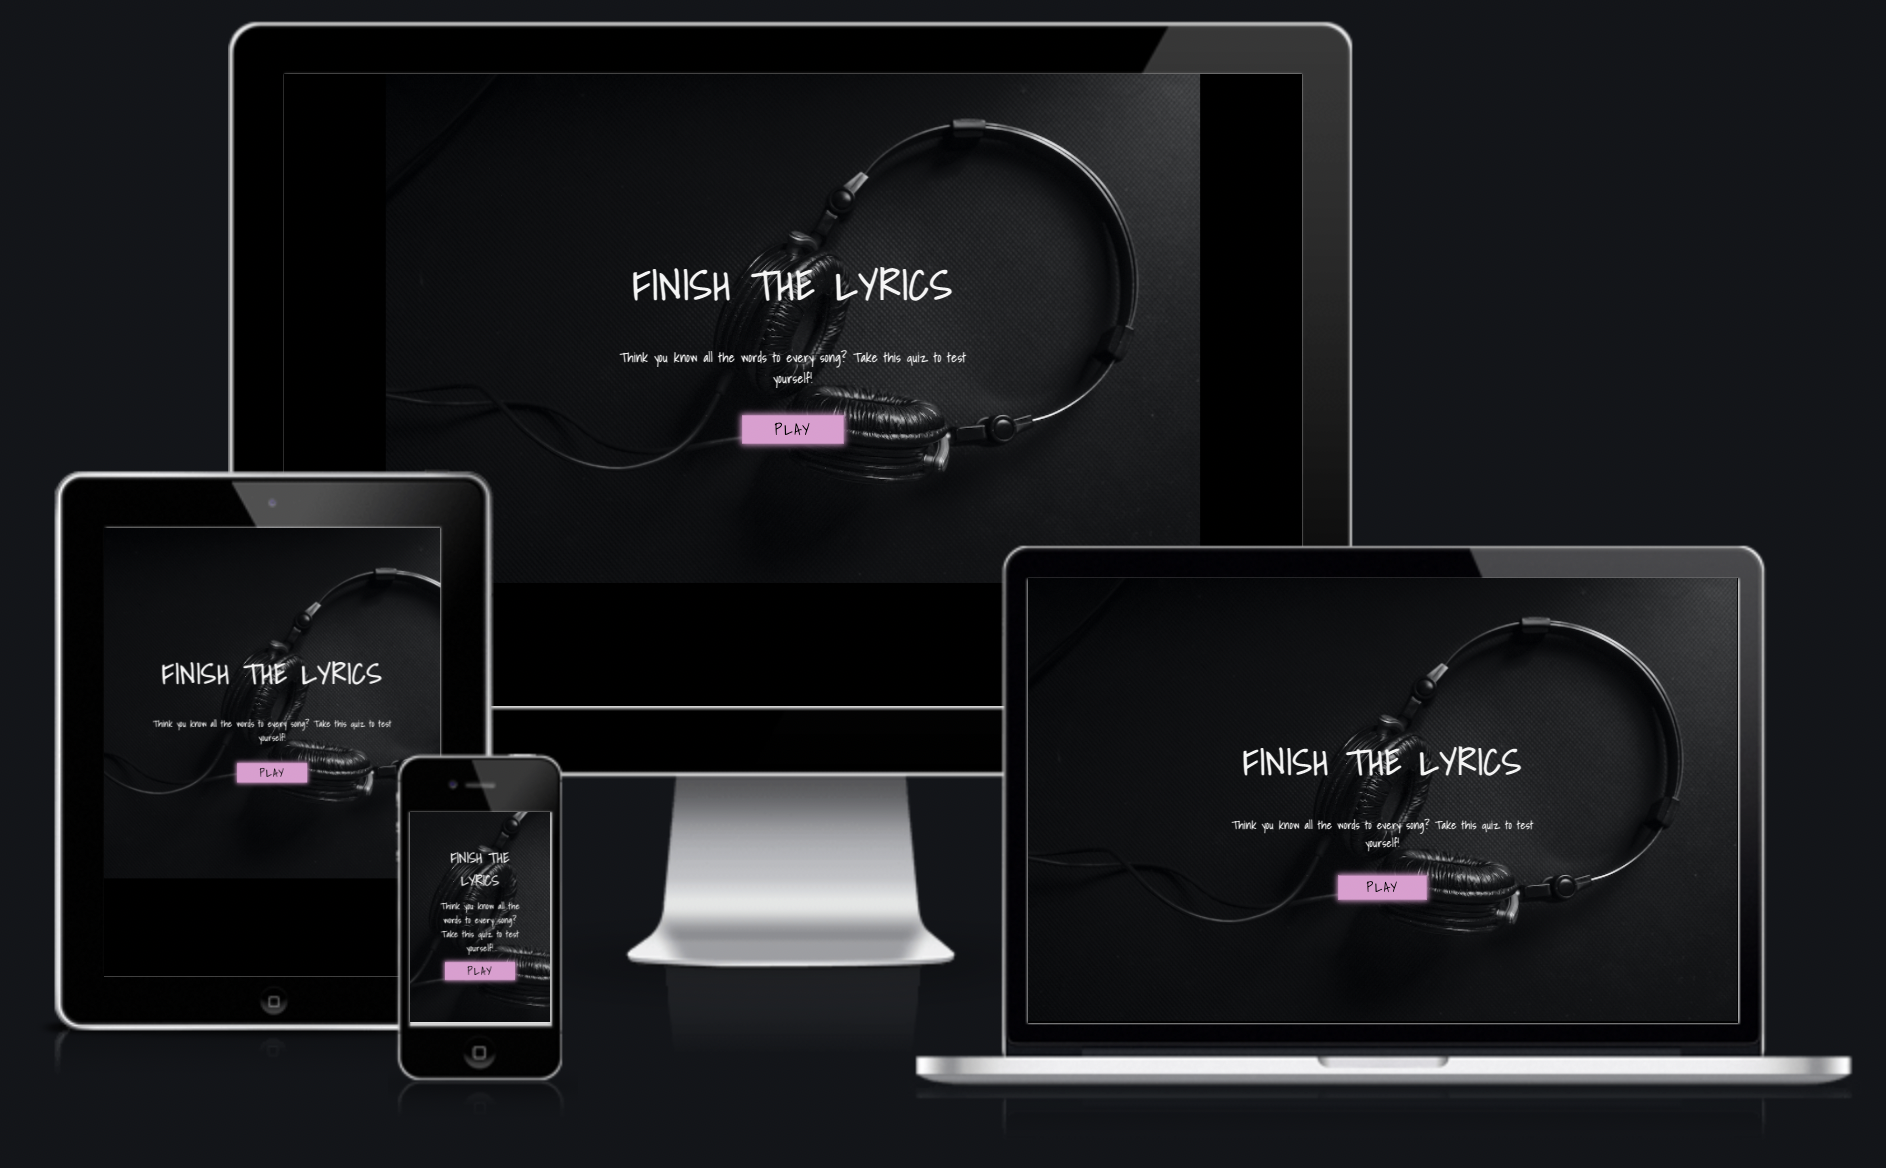 FINISH THE LYRICS
Think you know all the words to every song? Take this quiz to test
yourself!
PLAY
FINISH THE LYRICS
Think you know all the words to every song? Take this quiz to test
yourself!
PLAY
FINISH THE
LYRICS
Think you know all the
words to every song?
Take this quiz to test
yourself!
PLAY
FINISH THE LYRICS
Think you know all the words to every song? Take this quiz to test
yourself!
PLAY